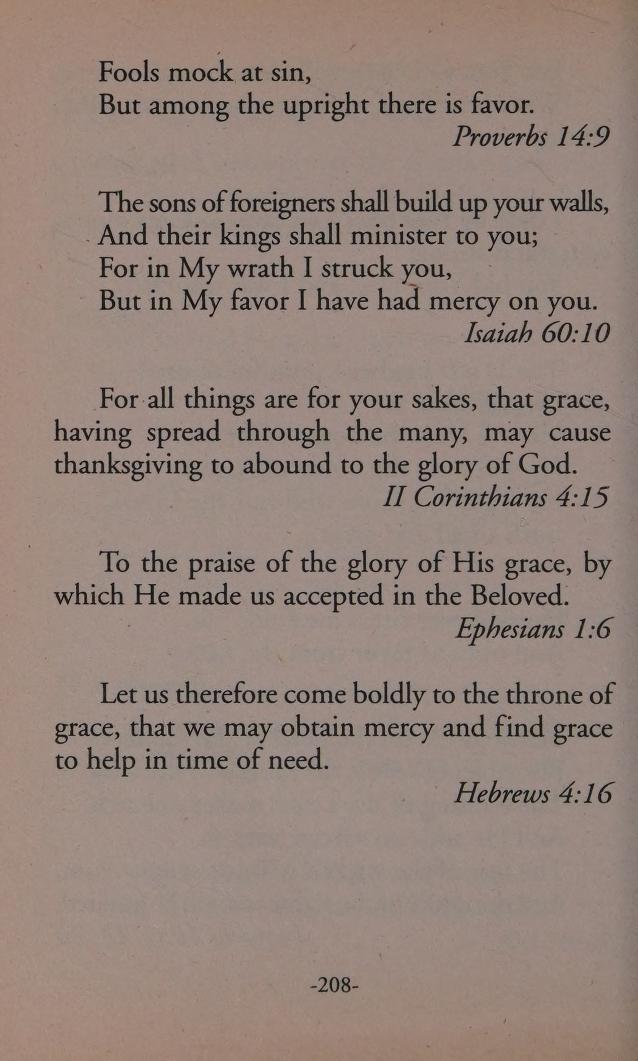 Fools mock at sin,
But among the upright there is favor.
Proverbs 14:9
The sons of foreigners shall build up your walls,
And their kings shall minister to you;
For in My wrath I struck you,
But in My favor I have had mercy on you.
Isaiah 60:10
For all things are for your sakes, that grace,
having spread through the many, may cause
thanksgiving to abound to the glory of God.
II Corinthians 4:15
To the praise of the glory of His grace, by
which He made us accepted in the Beloved.
Ephesians 1:6
Let us therefore come boldly to the throne of
grace, that we may obtain mercy and find grace
to help in time of need.
Hebrews 4:16
-208-